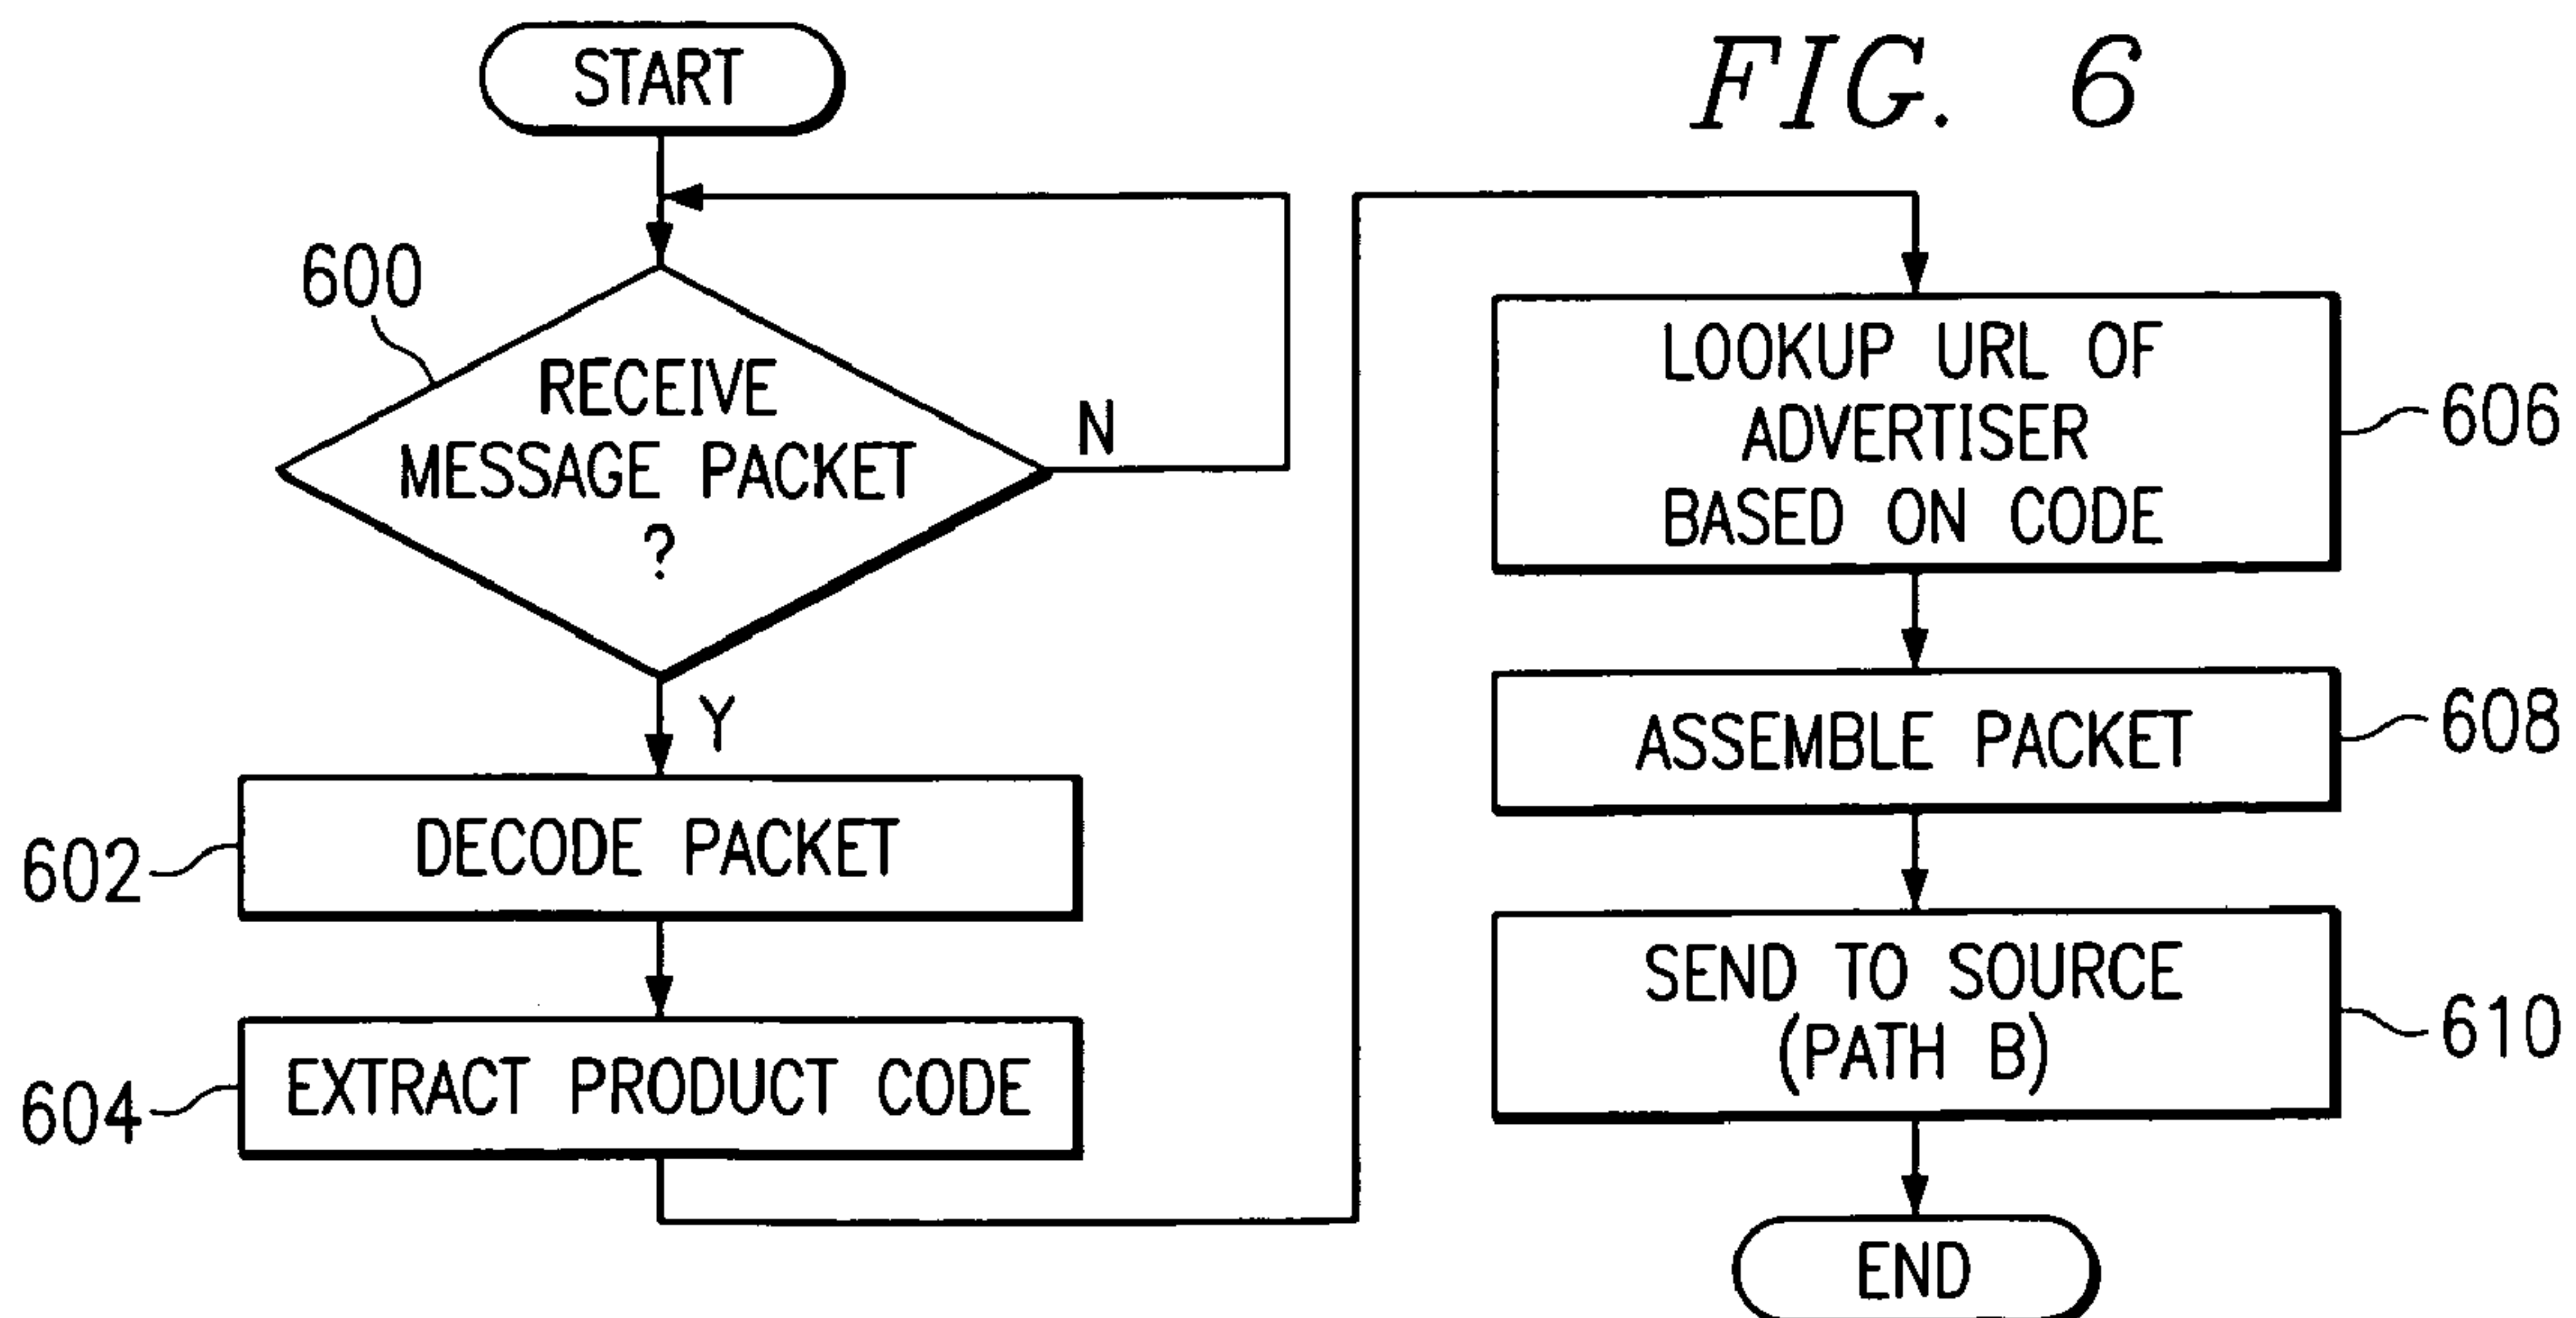 FIG. 6
START
600
RECEIVE
MESSAGE PACKET
?
N
Y
602
DECODE PACKET
604
EXTRACT PRODUCT CODE
LOOKUP URL OF
ADVERTISER
BASED ON CODE
606
ASSEMBLE PACKET
608
SEND TO SOURCE
(PATH B)
610
END